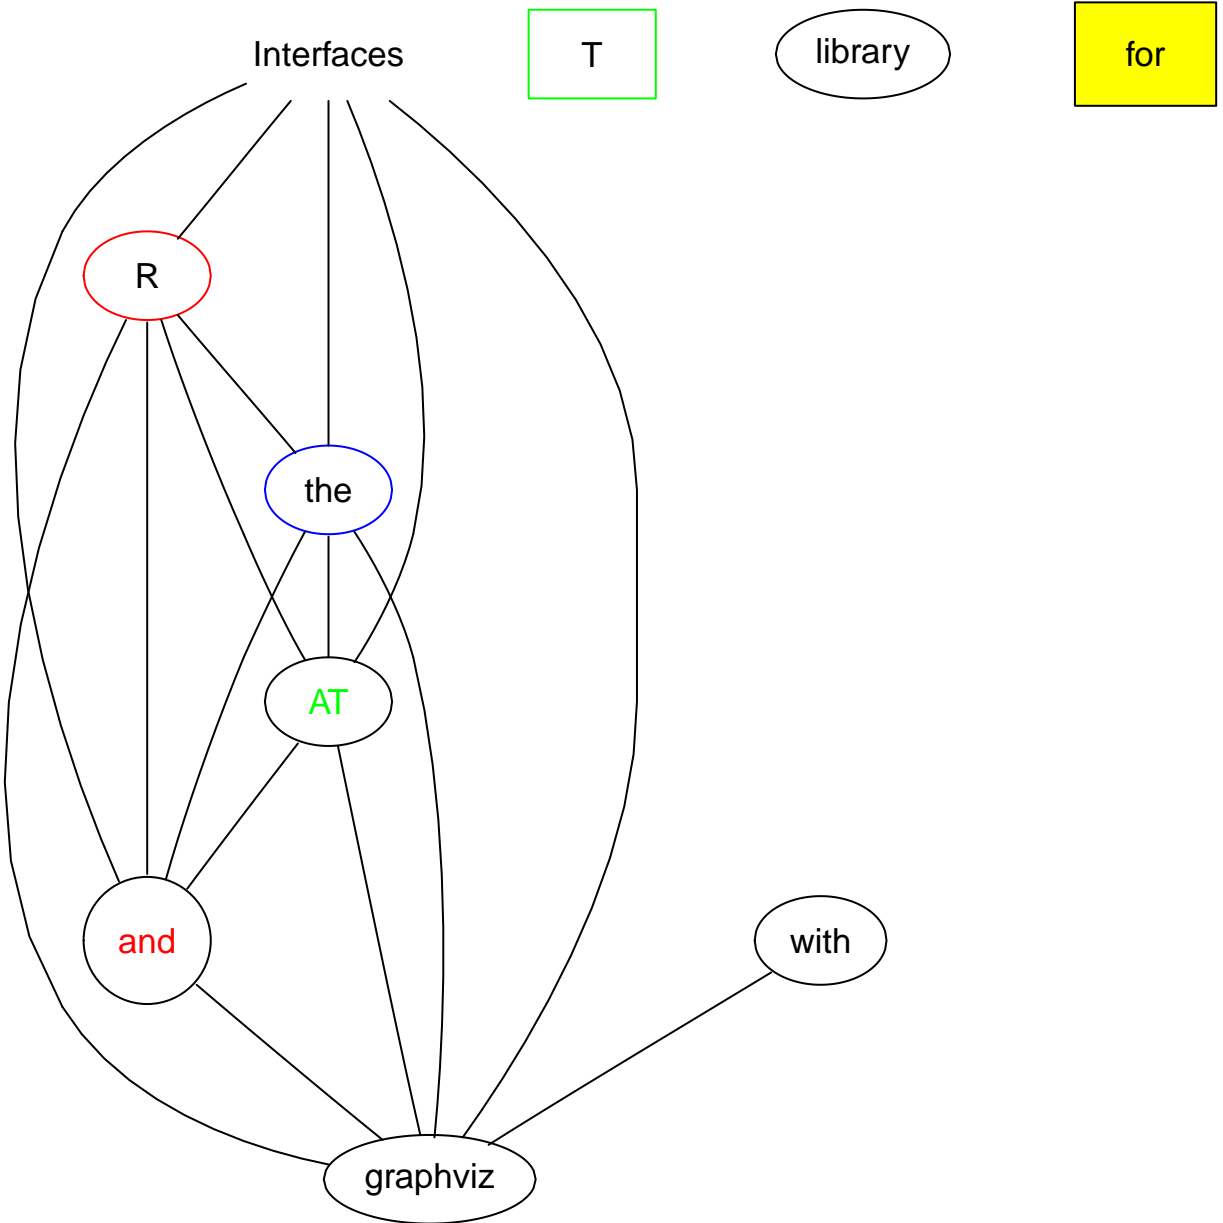 Interfaces
T
library
for
R
the
AT
and
with
graphviz